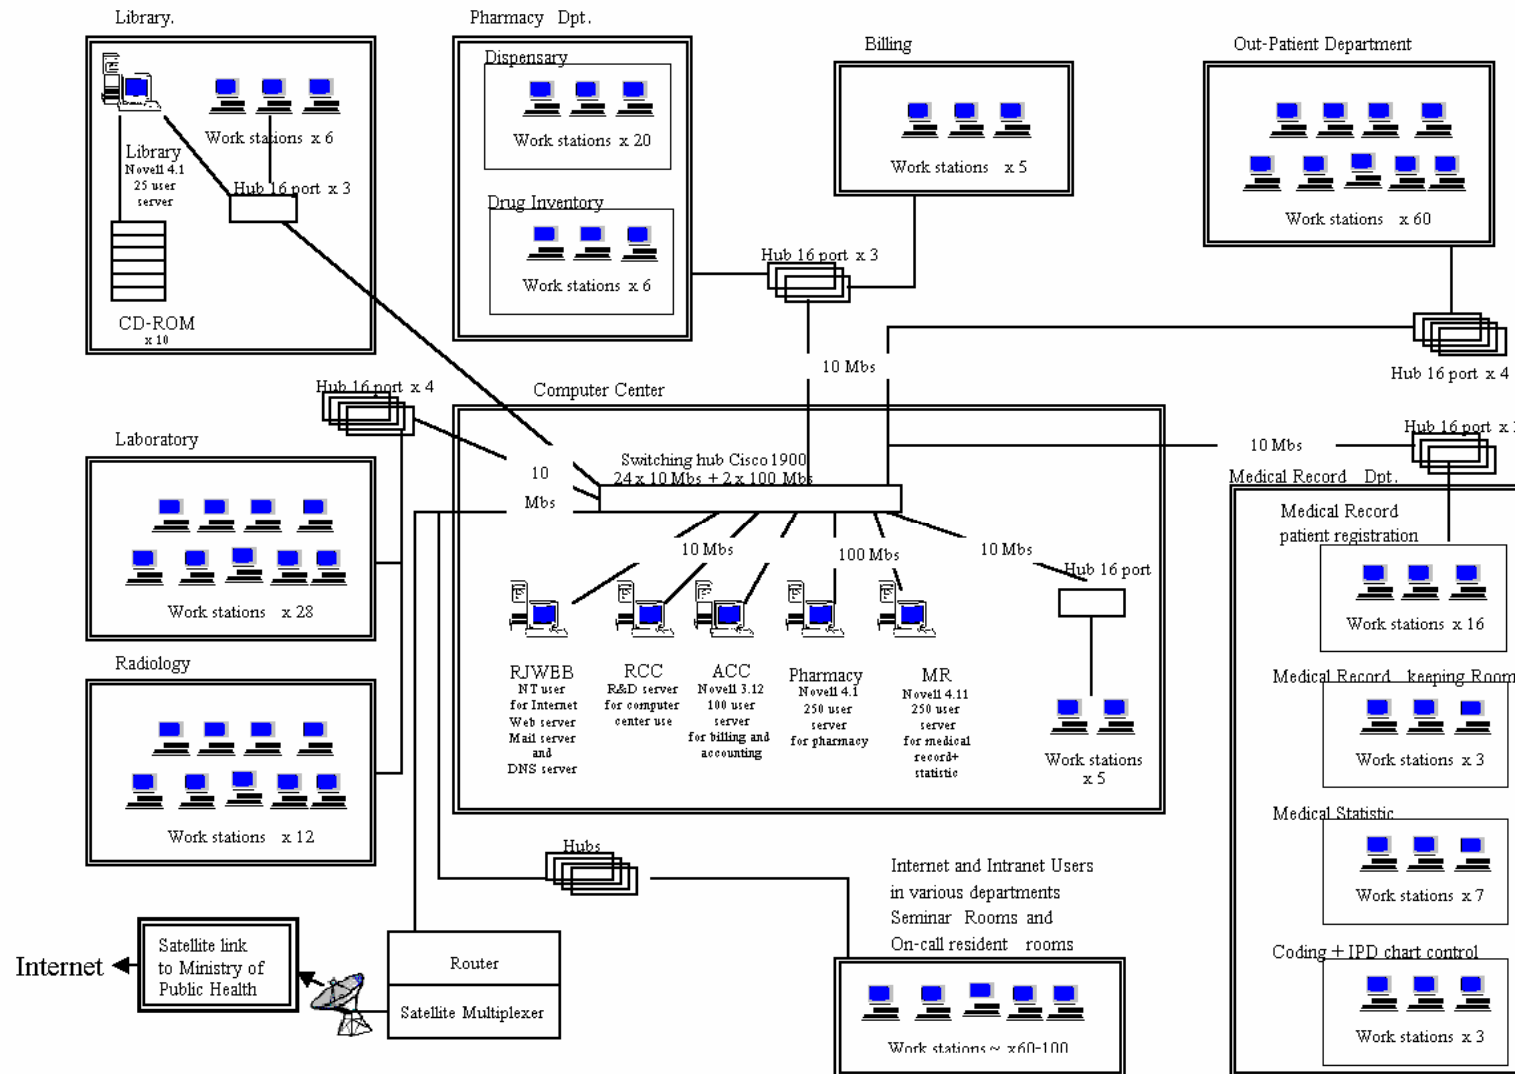 Library.
Work stations x 6
Library
Novell 4.1
25 user
server
Hub 16 port x 3
CD-ROM
x 10
Pharmacy Dpt.
Dispensary
Work stations x 20
Drug Inventory
Work stations x 6
Billing
Work stations x 5
Hub 16 port x 3
10 Mbs
Out-Patient Department
Work stations x 60
Hub 16 port x 4
Hub 16 port x 4
Laboratory
Work stations x 28
Radiology
Work stations x 12
10
Mbs
Computer Center
Switching hub Cisco 1900
24 x 10 Mbs + 2 x 100 Mbs
10 Mbs
100 Mbs
10 Mbs
Hub 16 port
RJWEB
NT user
for Internet
Web server
Mail server
and
DNS server
RCC
R&D server
for computer
center use
ACC
Novell 3.12
100 user
server
for billing and
accounting
Pharmacy
Novell 4.1
250 user
server
for pharmacy
MR
Novell 4.11
250 user
server
for medical
record+
statistic
Work stations
x 5
10 Mbs
Hub 16 port x
Medical Record Dpt.
Medical Record
patient registration
Work stations x 16
Medical Record keeping Room
Work stations x 3
Medical Statistic
Work stations x 7
Coding + IPD chart control
Work stations x 3
Hubs
Internet and Intranet Users
in various departments
Seminar Rooms and
On-call resident rooms
Work stations ~ x60-100
Internet
Satellite link
to Ministry of
Public Health
Router
Satellite Multiplexer